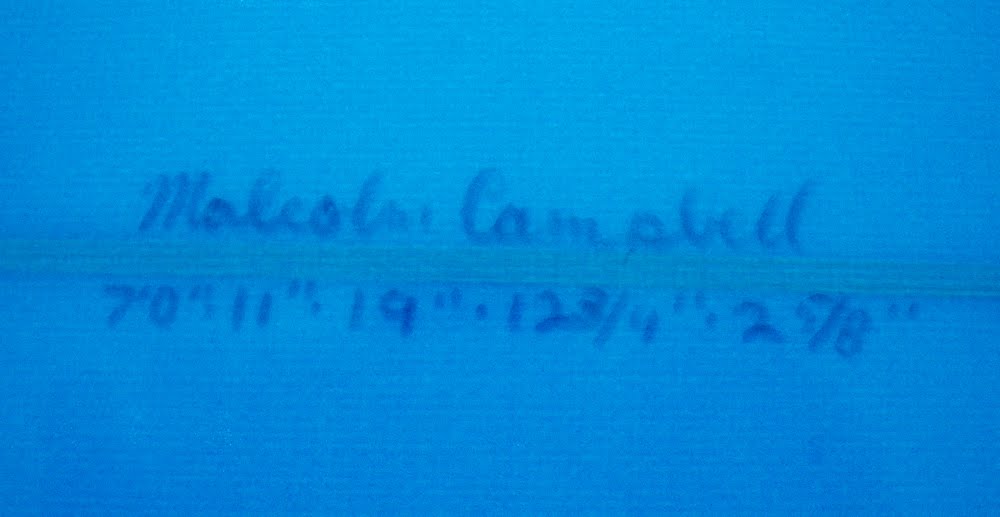 Malcolm Campbell
7'0" · 11" · 19" · 12 3/4" · 2 5/8"